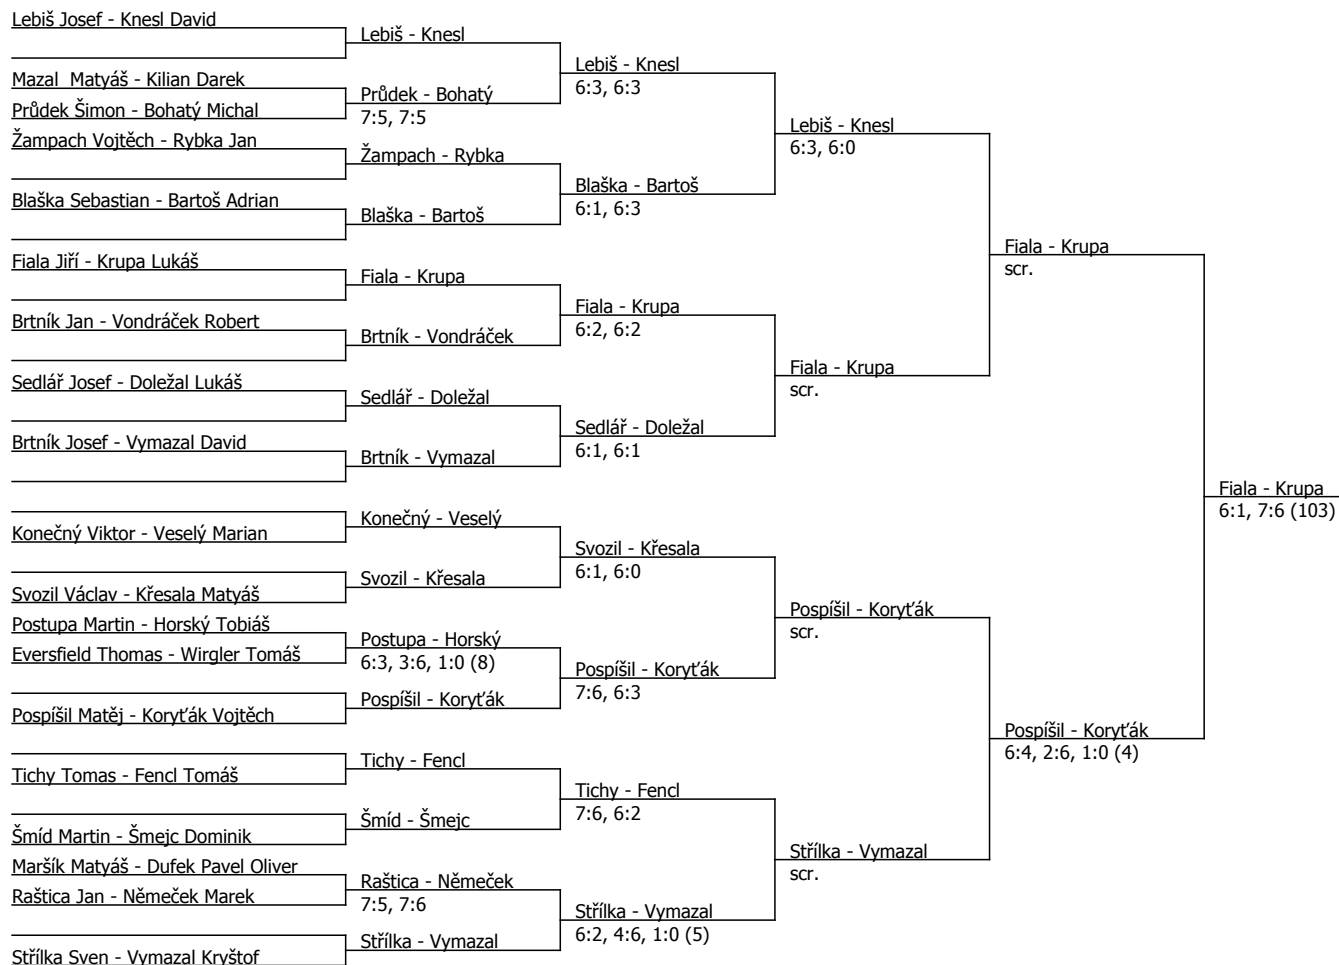 Lebiš Josef - Knesl David
Mazal  Matyáš - Kilian Darek
Průdek Šimon - Bohatý Michal
Žampach Vojtěch - Rybka Jan
Blaška Sebastian - Bartoš Adrian
Fiala Jiří - Krupa Lukáš
Brtník Jan - Vondráček Robert
Sedlář Josef - Doležal Lukáš
Brtník Josef - Vymazal David
Konečný Viktor - Veselý Marian
Svozil Václav - Křesala Matyáš
Postupa Martin - Horský Tobiáš
Eversfield Thomas - Wirgler Tomáš
Pospíšil Matěj - Koryťák Vojtěch
Tichy Tomas - Fencl Tomáš
Šmíd Martin - Šmejc Dominik
Maršík Matyáš - Dufek Pavel Oliver
Raštica Jan - Němeček Marek
Střílka Sven - Vymazal Kryštof
Lebiš - Knesl
Průdek - Bohatý
7:5, 7:5
Žampach - Rybka
Blaška - Bartoš
Fiala - Krupa
Brtník - Vondráček
Sedlář - Doležal
Brtník - Vymazal
Konečný - Veselý
Svozil - Křesala
Postupa - Horský
6:3, 3:6, 1:0 (8)
Pospíšil - Koryťák
Tichy - Fencl
Šmíd - Šmejc
Raštica - Němeček
7:5, 7:6
Střílka - Vymazal
Lebiš - Knesl
6:3, 6:3
Blaška - Bartoš
6:1, 6:3
Fiala - Krupa
6:2, 6:2
Sedlář - Doležal
6:1, 6:1
Svozil - Křesala
6:1, 6:0
Pospíšil - Koryťák
7:6, 6:3
Tichy - Fencl
7:6, 6:2
Střílka - Vymazal
6:2, 4:6, 1:0 (5)
Lebiš - Knesl
6:3, 6:0
Fiala - Krupa
scr.
Pospíšil - Koryťák
scr.
Střílka - Vymazal
scr.
Fiala - Krupa
scr.
Pospíšil - Koryťák
6:4, 2:6, 1:0 (4)
Fiala - Krupa
6:1, 7:6 (103)